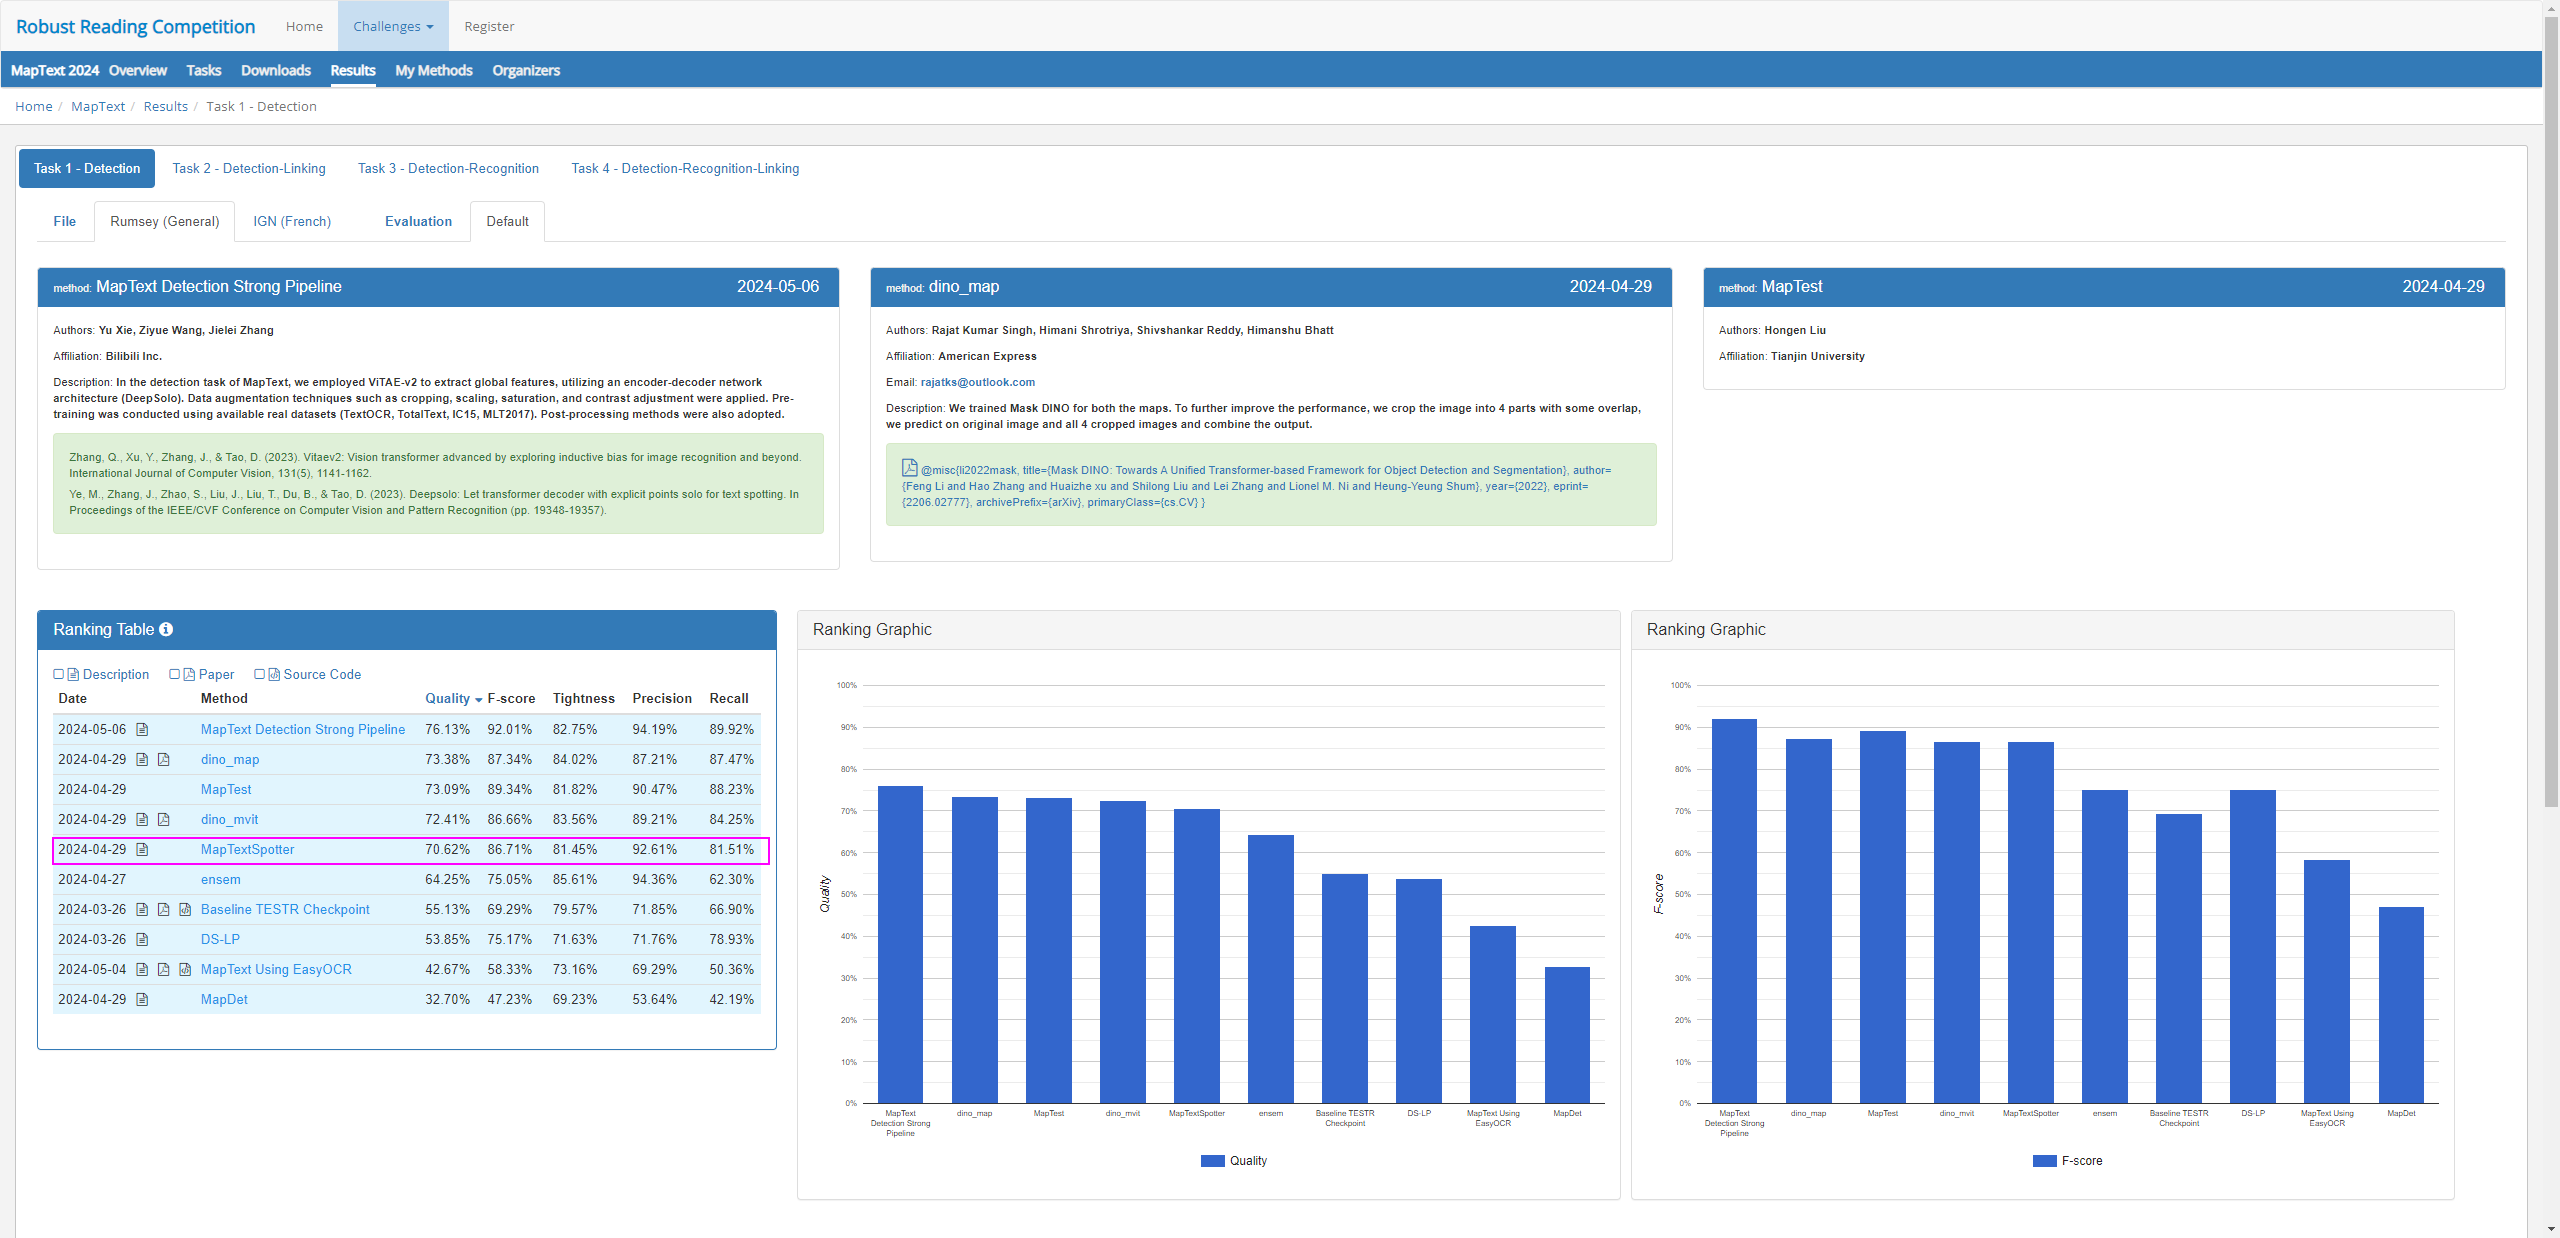 Robust Reading Competition Home Challenges Register
MapText 2024 Overview Tasks Downloads Results My Methods Organizers
Home / MapText / Results / Task 1 - Detection
Task 1 - Detection Task 2 - Detection-Linking Task 3 - Detection-Recognition Task 4 - Detection-Recognition-Linking
File Rumsey (General) IGN (French) Evaluation Default
method: MapText Detection Strong Pipeline 2024-05-06
Authors: Yu Xie, Ziyue Wang, Jielei Zhang
Affiliation: Bilibili Inc.
Description: In the detection task of MapText, we employed ViTAE-v2 to extract global features, utilizing an encoder-decoder network
architecture (DeepSolo). Data augmentation techniques such as cropping, scaling, saturation, and contrast adjustment were applied. Pre-
training was conducted using available real datasets (TextOCR, TotalText, IC15, MLT2017). Post-processing methods were also adopted.
Zhang, Q., Xu, Y., Zhang, J., & Tao, D. (2023). Vitaev2: Vision transformer advanced by exploring inductive bias for image recognition and beyond.
International Journal of Computer Vision, 131(5), 1141-1162.
Ye, M., Zhang, J., Zhao, S., Liu, J., Liu, T., Du, B., & Tao, D. (2023). Deepsolo: Let transformer decoder with explicit points solo for text spotting. In
Proceedings of the IEEE/CVF Conference on Computer Vision and Pattern Recognition (pp. 19348-19357).
method: dino_map 2024-04-29
Authors: Rajat Kumar Singh, Himani Shrotriya, Shivshankar Reddy, Himanshu Bhatt
Affiliation: American Express
Email: rajatks@outlook.com
Description: We trained Mask DINO for both the maps. To further improve the performance, we crop the image into 4 parts with some overlap,
we predict on original image and all 4 cropped images and combine the output.
@misc{li2022mask, title={Mask DINO: Towards A Unified Transformer-based Framework for Object Detection and Segmentation}, author=
{Feng Li and Hao Zhang and Huaizhe xu and Shilong Liu and Lei Zhang and Lionel M. Ni and Heung-Yeung Shum}, year={2022}, eprint=
{2206.02777}, archivePrefix={arXiv}, primaryClass={cs.CV} }
method: MapTest 2024-04-29
Authors: Hongen Liu
Affiliation: Tianjin University
Ranking Table
Description Paper Source Code
Date Method Quality F-score Tightness Precision Recall
2024-05-06 MapText Detection Strong Pipeline 76.13% 92.01% 82.75% 94.19% 89.92%
2024-04-29 dino_map 73.38% 87.34% 84.02% 87.21% 87.47%
2024-04-29 MapTest 73.09% 89.34% 81.82% 90.47% 88.23%
2024-04-29 dino_mvit 72.41% 86.66% 83.56% 89.21% 84.25%
2024-04-29 MapTextSpotter 70.62% 86.71% 81.45% 92.61% 81.51%
2024-04-27 ensem 64.25% 75.05% 85.61% 94.36% 62.30%
2024-03-26 Baseline TESTR Checkpoint 55.13% 69.29% 79.57% 71.85% 66.90%
2024-03-26 DS-LP 53.85% 75.17% 71.63% 71.76% 78.93%
2024-05-04 MapText Using EasyOCR 42.67% 58.33% 73.16% 69.29% 50.36%
2024-04-29 MapDet 32.70% 47.23% 69.23% 53.64% 42.19%
Ranking Graphic
100%
90%
80%
70%
60%
50%
40%
30%
20%
10%
0%
Quality
MapText dino_map MapTest dino_mvit MapTextSpotter ensem Baseline TESTR DS-LP MapText Using MapDet
Detection Strong Checkpoint EasyOCR
Pipeline
Quality
Ranking Graphic
100%
90%
80%
70%
60%
50%
40%
30%
20%
10%
0%
F-score
MapText dino_map MapTest dino_mvit MapTextSpotter ensem Baseline TESTR DS-LP MapText Using MapDet
Detection Strong Checkpoint EasyOCR
Pipeline
F-score